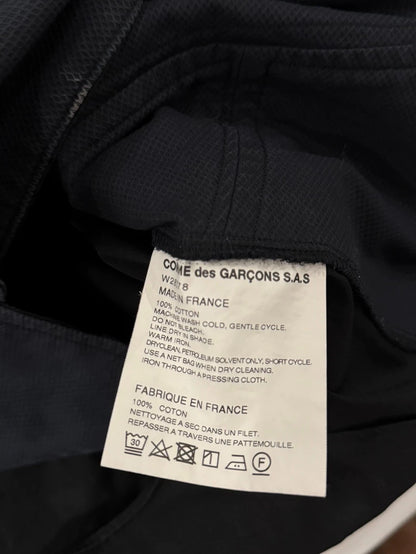 COMME des GARÇONS S.A.S
MADE IN FRANCE
100% COTTON
MACHINE WASH COLD, GENTLE CYCLE.
DO NOT BLEACH.
LINE DRY IN SHADE.
WARM IRON.
DRYCLEAN, PETROLEUM SOLVENT ONLY, SHORT CYCLE.
USE A NET BAG WHEN DRY CLEANING.
IRON THROUGH A PRESSING CLOTH.
FABRIQUE EN FRANCE
100% COTON
NETTOYAGE A SEC DANS UN FILET.
REPASSER A TRAVERS UNE PATTEMOUILLE.
30 F